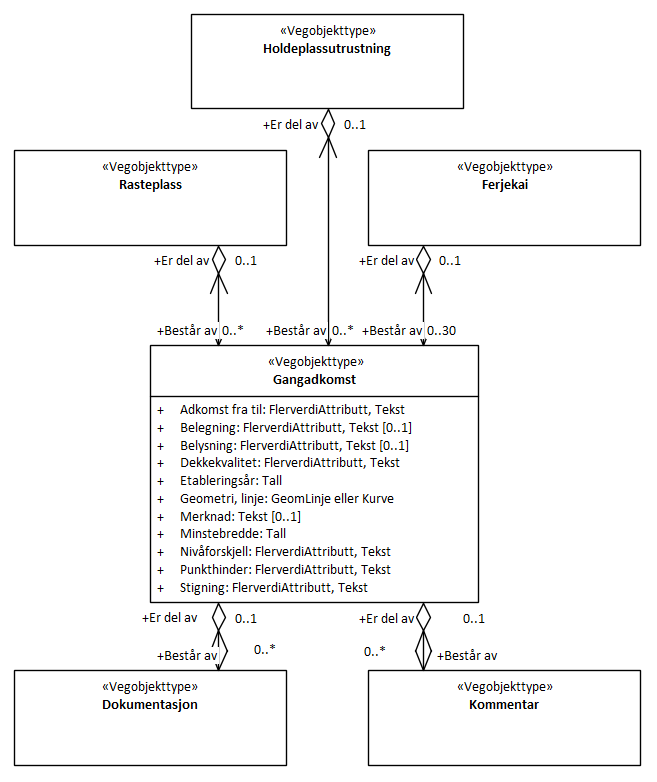 «Vegobjekttype»
Holdeplassutrustning
+Er del av 0..1
«Vegobjekttype»
Rasteplass
«Vegobjekttype»
Ferjekai
+Er del av 0..1
+Er del av 0..1
+Består av 0..*
+Består av 0..*
+Består av 0..30
«Vegobjekttype»
Gangadkomst
+ Adkomst fra til: FlerverdiAttributt, Tekst
+ Belegning: FlerverdiAttributt, Tekst [0..1]
+ Belysning: FlerverdiAttributt, Tekst [0..1]
+ Dekkekvalitet: FlerverdiAttributt, Tekst
+ Etableringsår: Tall
+ Geometri, linje: GeomLinje eller Kurve
+ Merknad: Tekst [0..1]
+ Minstebredde: Tall
+ Nivåforskjell: FlerverdiAttributt, Tekst
+ Punkthinder: FlerverdiAttributt, Tekst
+ Stigning: FlerverdiAttributt, Tekst
+Er del av 0..1
+Er del av 0..1
+Består av 0..*
0..* +Består av
«Vegobjekttype»
Dokumentasjon
«Vegobjekttype»
Kommentar